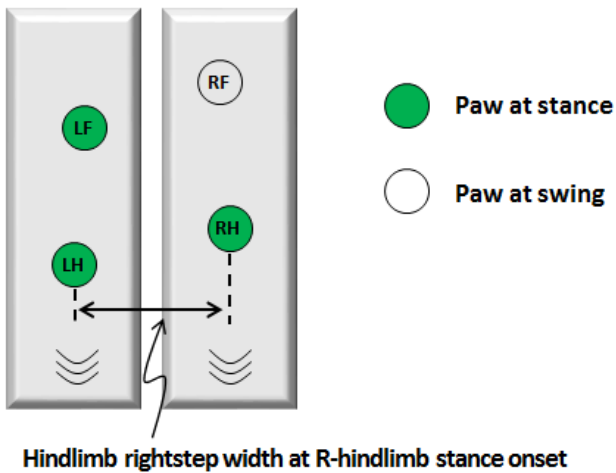 RF
LF
Paw at stance
Paw at swing
RH
LH
Hindlimb rightstep width at R-hindlimb stance onset